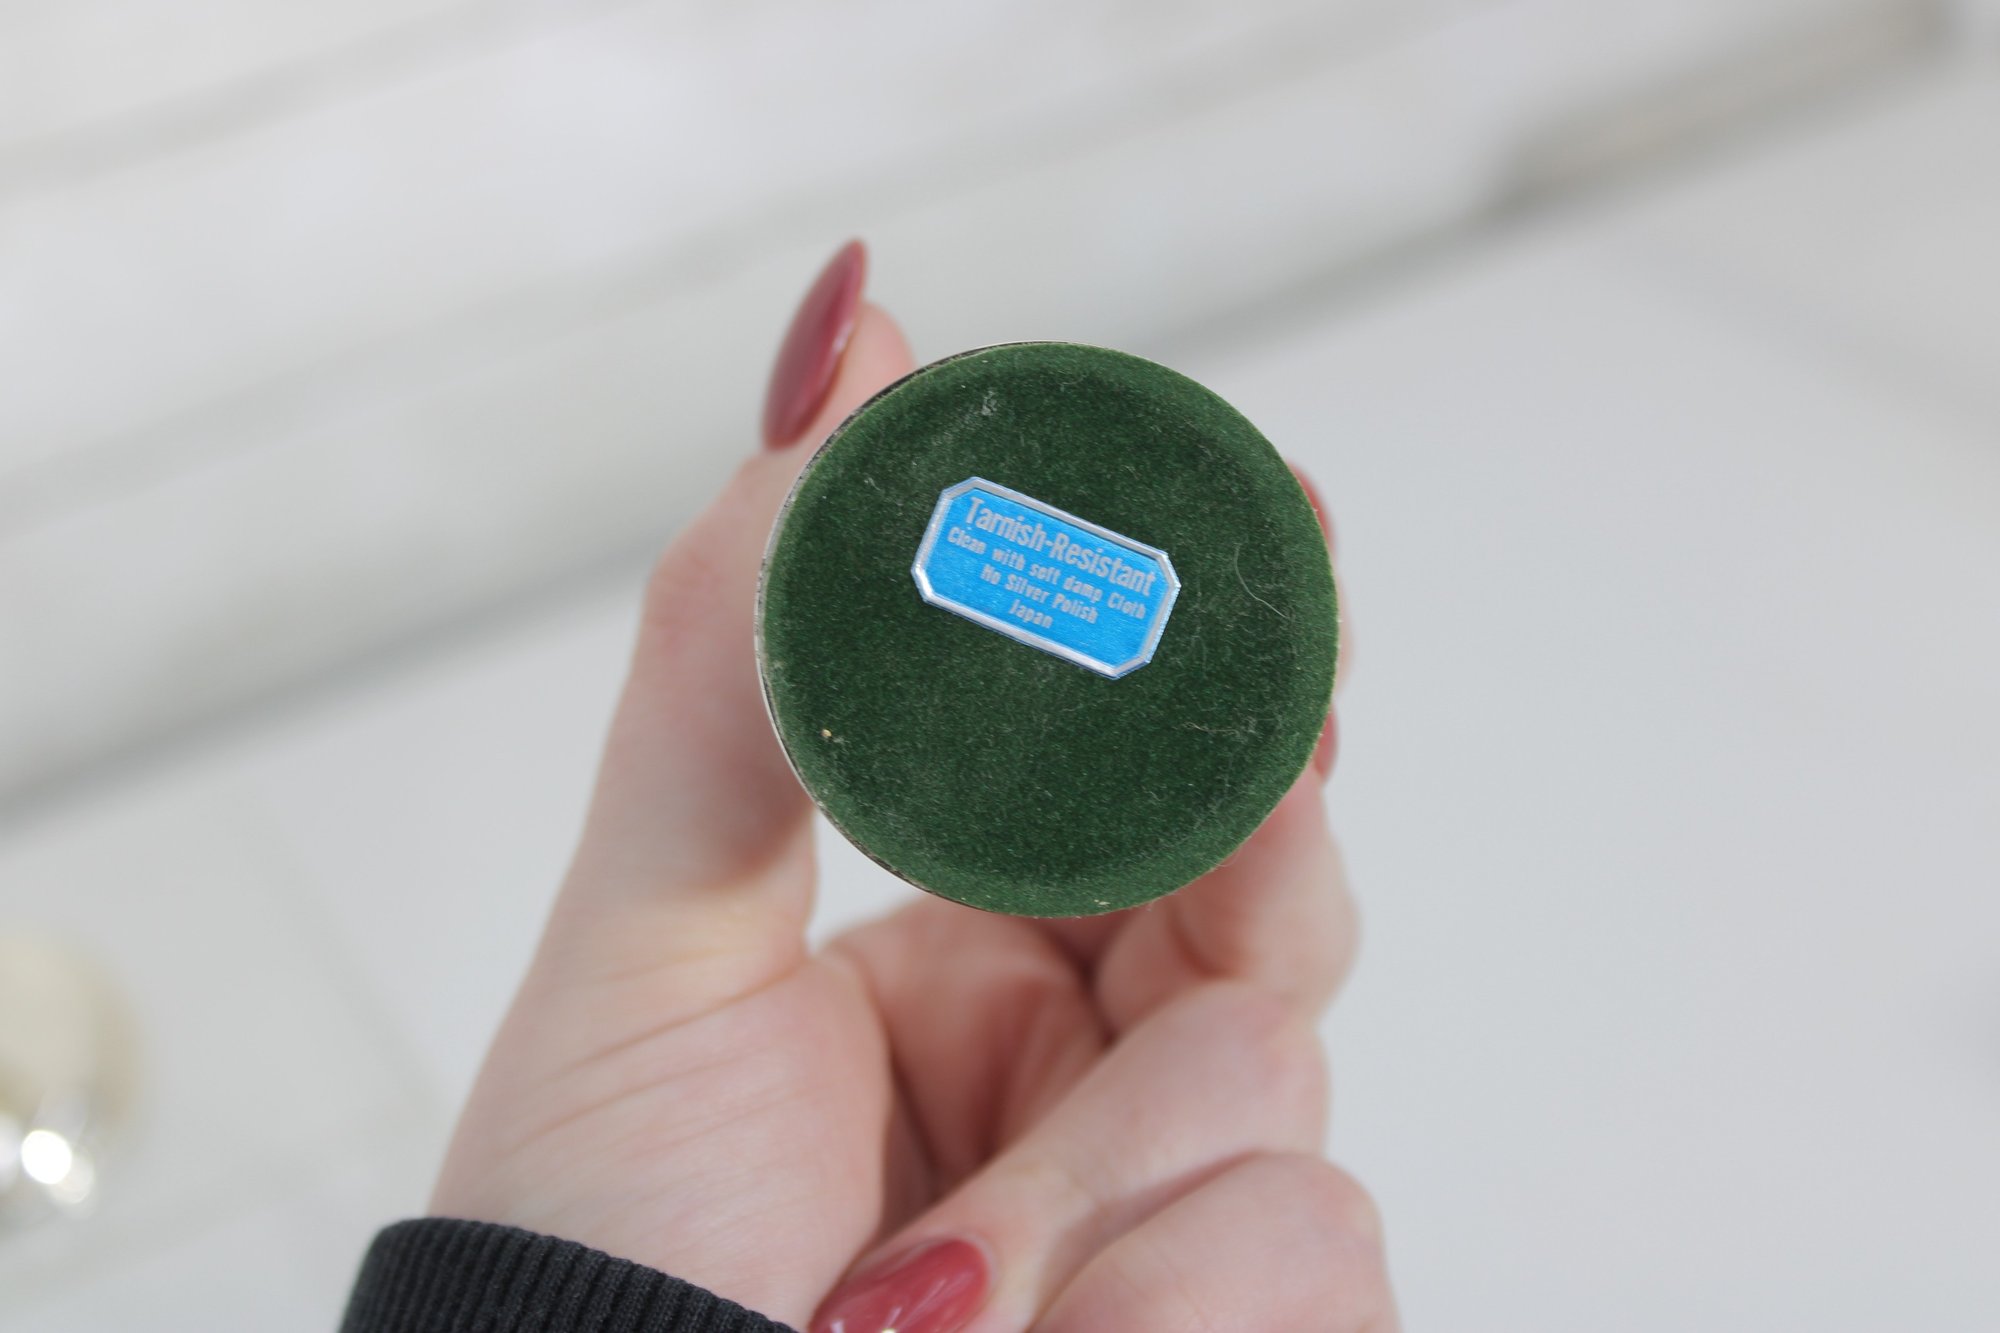 Tarnish-Resistant
Clean with soft damp Cloth
No Silver Polish
Japan